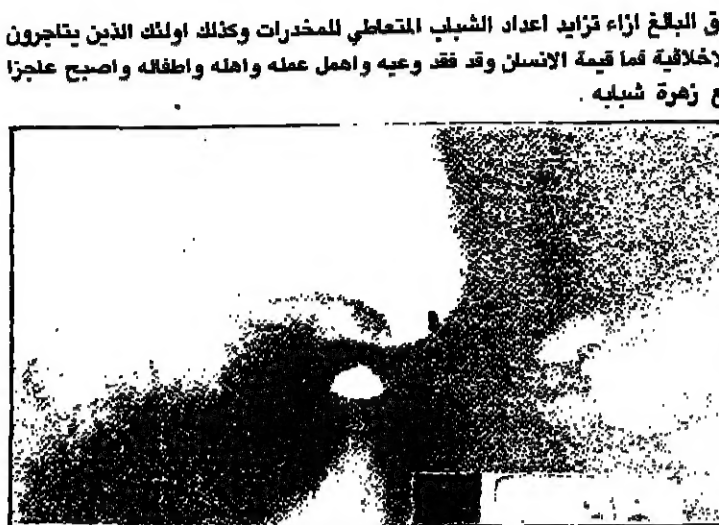 ق البالغ ازاء تزايد اعداد الشباب المتعاطي للمخدرات وكذلك اولئك الذين يتاجرون
لاخلاقية فما قيمة الانسان وقد فقد وعيه واهمل عمله واهله واطفاله واصبح عاجزا
ع زهرة شبابه .